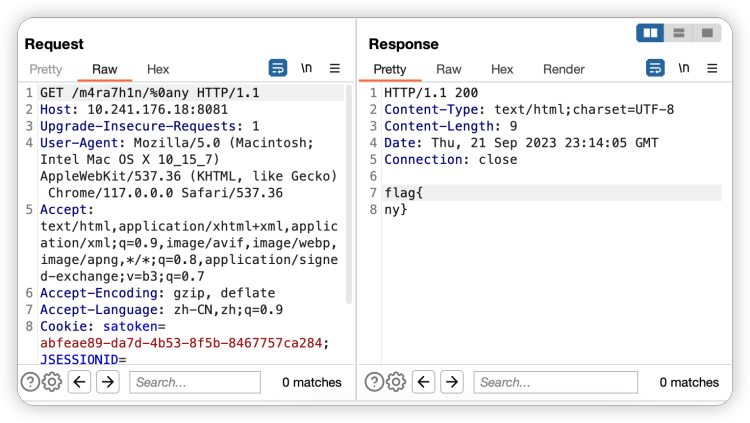 Request
Pretty Raw Hex \n
1 GET /m4ra7h1n/%0any HTTP/1.1
2 Host: 10.241.176.18:8081
3 Upgrade-Insecure-Requests: 1
4 User-Agent: Mozilla/5.0 (Macintosh;
Intel Mac OS X 10_15_7)
AppleWebKit/537.36 (KHTML, like Gecko)
Chrome/117.0.0.0 Safari/537.36
5 Accept:
text/html,application/xhtml+xml,applic
ation/xml;q=0.9,image/avif,image/webp,
image/apng,*/*;q=0.8,application/signe
d-exchange;v=b3;q=0.7
6 Accept-Encoding: gzip, deflate
7 Accept-Language: zh-CN,zh;q=0.9
8 Cookie: satoken=
abfeae89-da7d-4b53-8f5b-8467757ca284;
JSESSIONID=
Search... 0 matches
Response
Pretty Raw Hex Render \n
1 HTTP/1.1 200
2 Content-Type: text/html;charset=UTF-8
3 Content-Length: 9
4 Date: Thu, 21 Sep 2023 23:14:05 GMT
5 Connection: close
6
7 flag{
8 ny}
Search... 0 matches